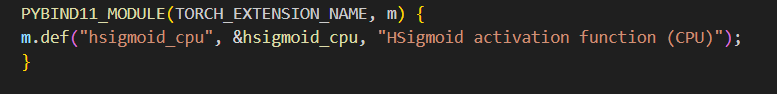 PYBIND11_MODULE(TORCH_EXTENSION_NAME, m) {
m.def("hsigmoid_cpu", &hsigmoid_cpu, "HSigmoid activation function (CPU)");
}